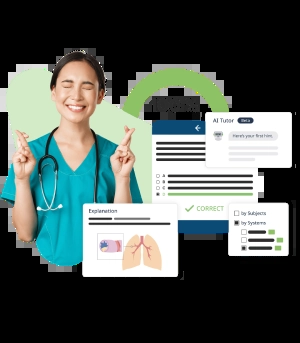 AI Tutor Beta
Here's your first hint.
A
B
C
D
CORRECT
Explanation
by Subjects
by Systems